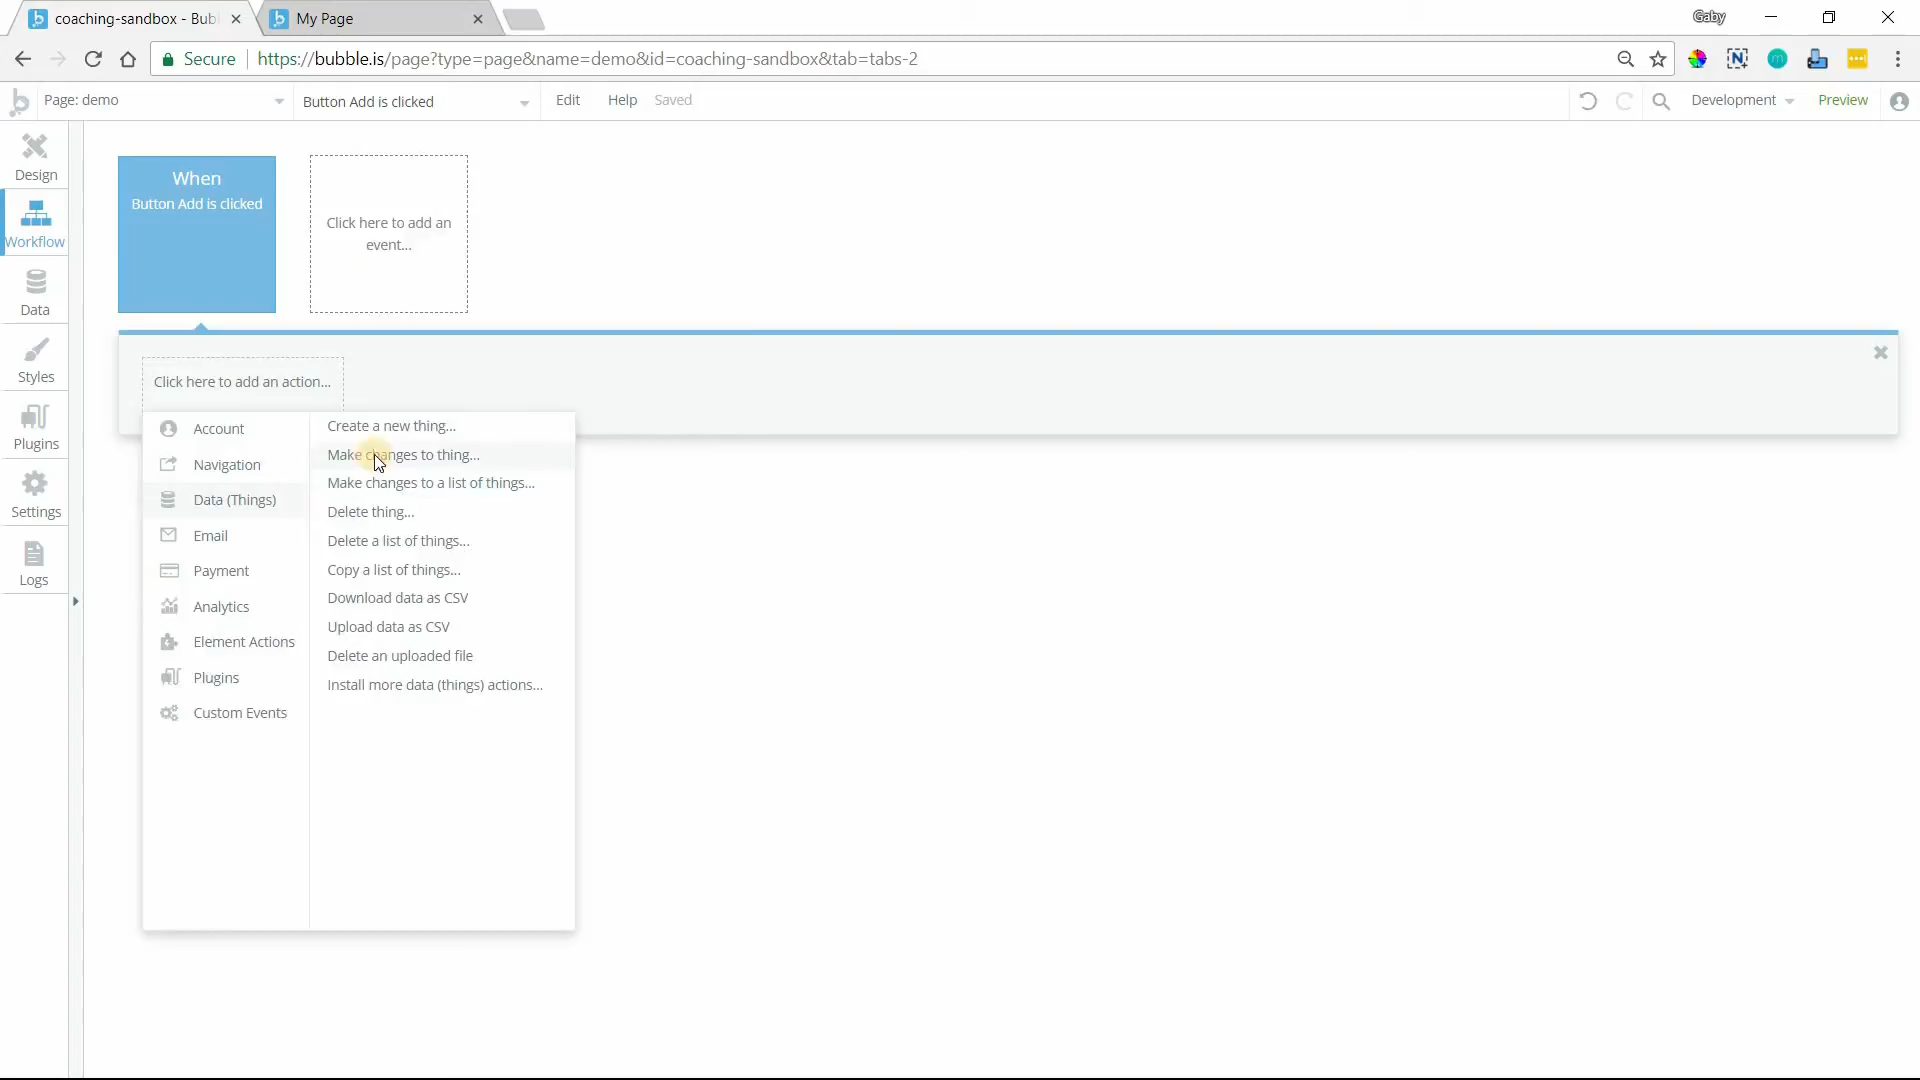 coaching-sandbox - Bub
My Page
Gaby
Secure
https://bubble.is/page?type=page&name=demo&id=coaching-sandbox&tab=tabs-2
Page: demo
Button Add is clicked
Edit
Help
Saved
Development
Preview
Design
Workflow
Data
Styles
Plugins
Settings
Logs
When
Button Add is clicked
Click here to add an
event...
Click here to add an action...
Account
Navigation
Data (Things)
Email
Payment
Analytics
Element Actions
Plugins
Custom Events
Create a new thing...
Make changes to thing...
Make changes to a list of things...
Delete thing...
Delete a list of things...
Copy a list of things...
Download data as CSV
Upload data as CSV
Delete an uploaded file
Install more data (things) actions...